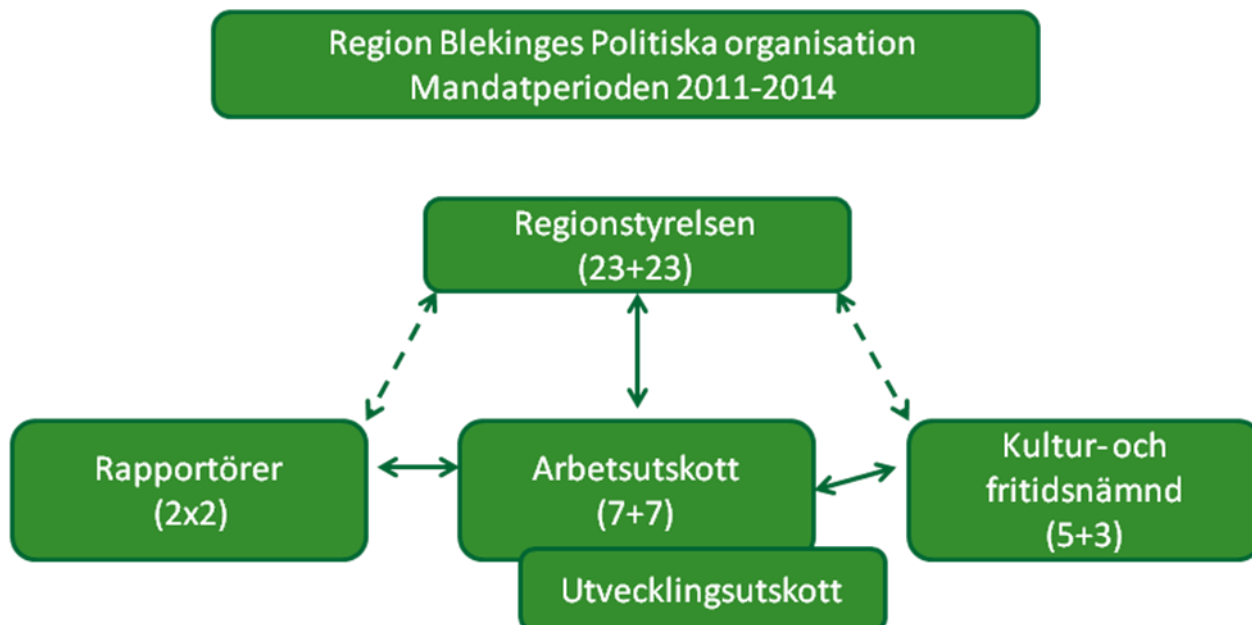 Region Blekinges Politiska organisation
Mandatperioden 2011-2014
Regionstyrelsen
(23+23)
Rapportörer
(2x2)
Arbetsutskott
(7+7)
Kultur- och
fritidsnämnd
(5+3)
Utvecklingsutskott